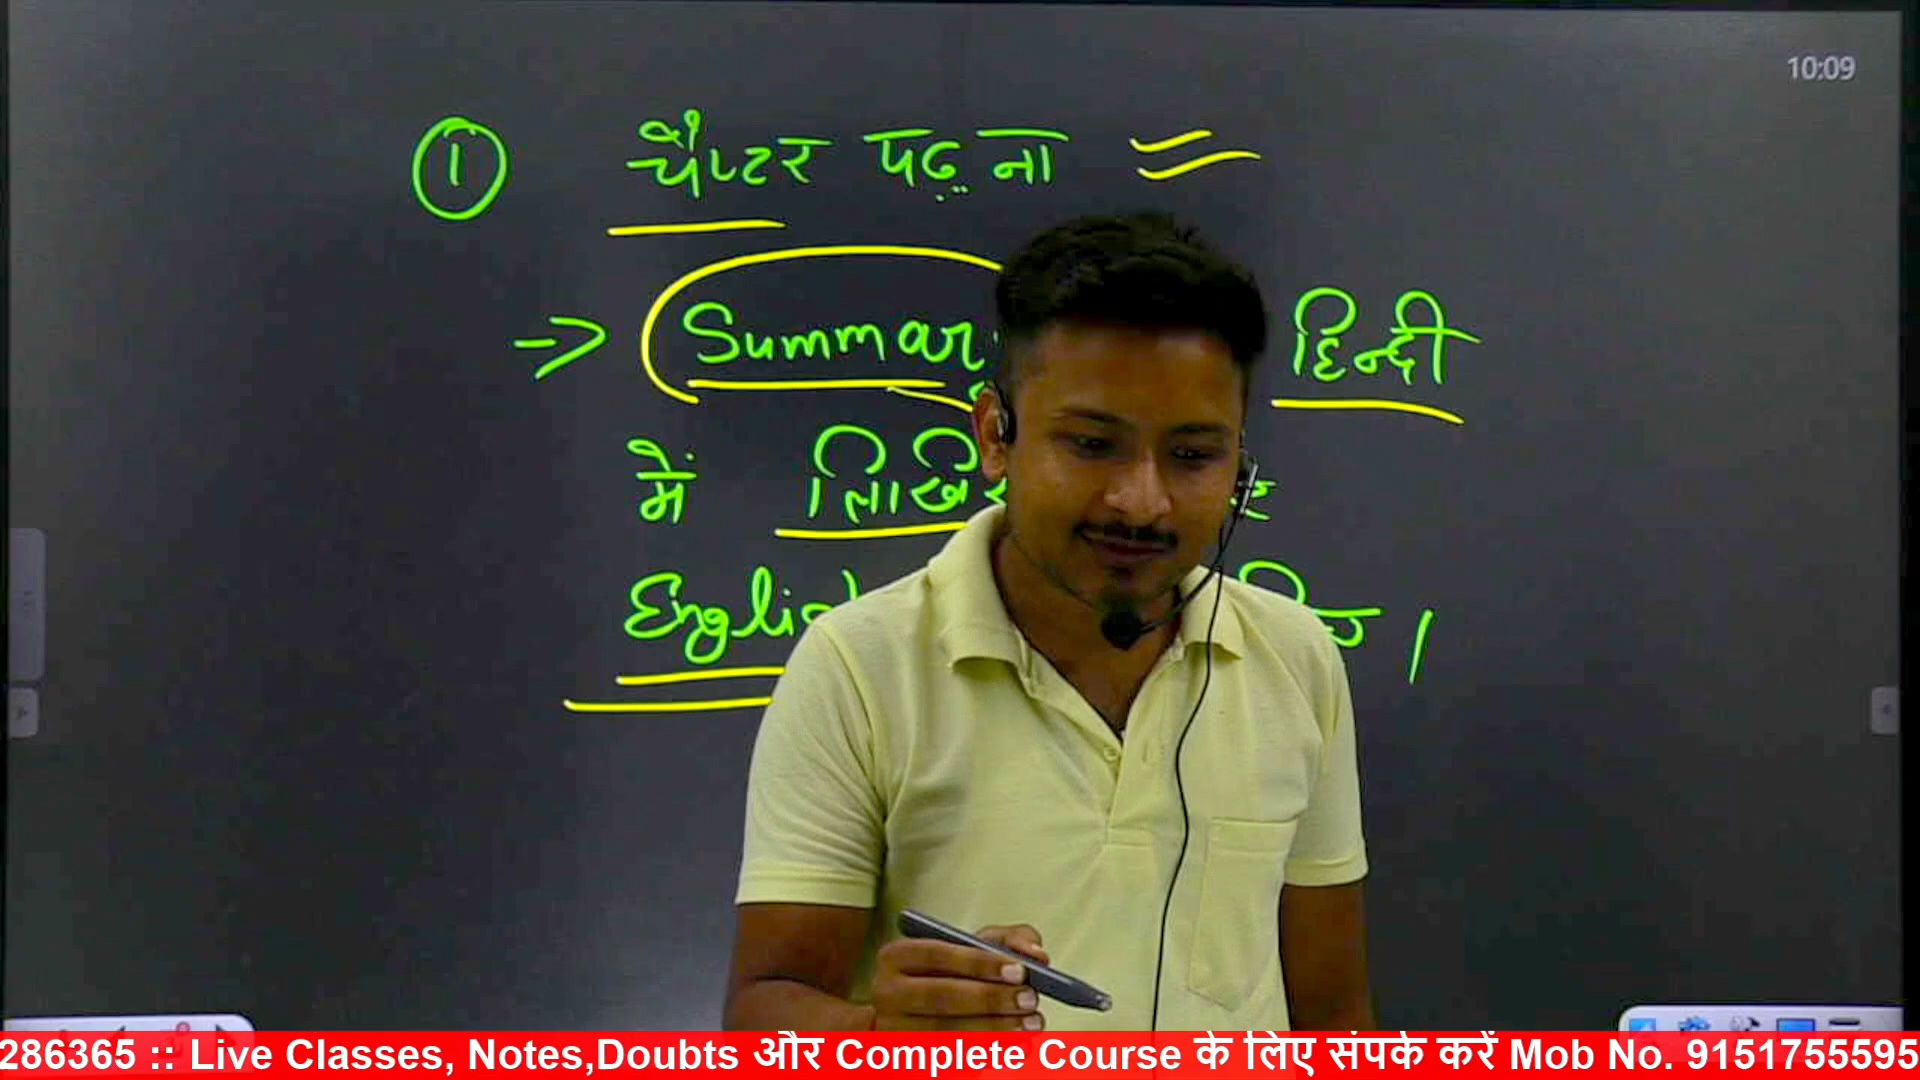 10:09
① चैप्टर पढ़ना
→ Summar हिन्दी
में
286365 :: Live Classes, Notes,Doubts और Complete Course के लिए संपर्क करें Mob No. 9151755595